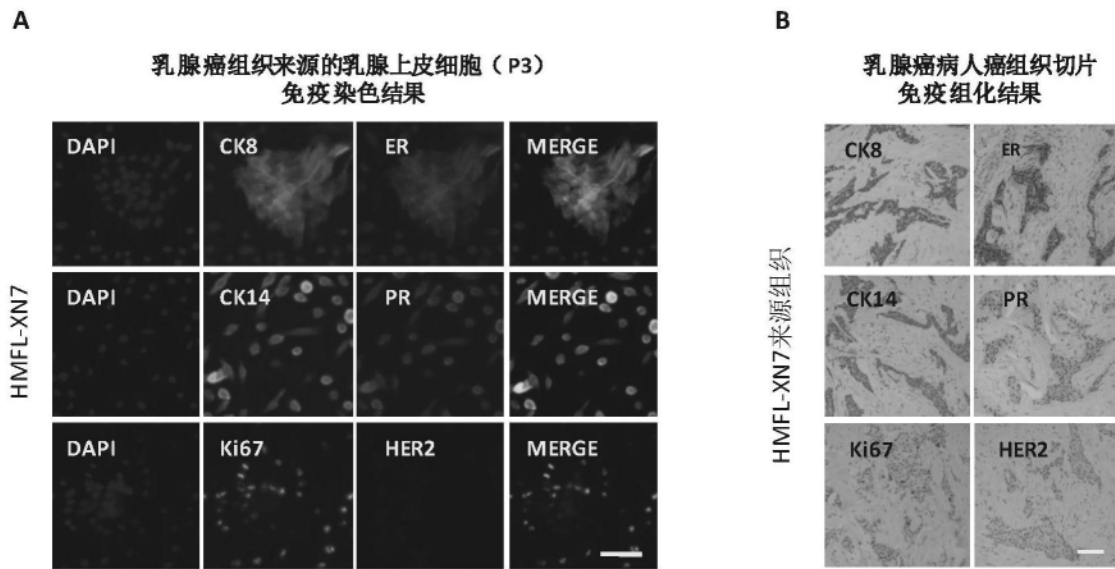 A
乳腺癌组织来源的乳腺上皮细胞（P3）
免疫染色结果
HMFL-XN7
DAPI
CK8
ER
MERGE
DAPI
CK14
PR
MERGE
DAPI
Ki67
HER2
MERGE
B
乳腺癌病人癌组织切片
免疫组化结果
HMFL-XN7来源组织
CK8
ER
CK14
PR
Ki67
HER2